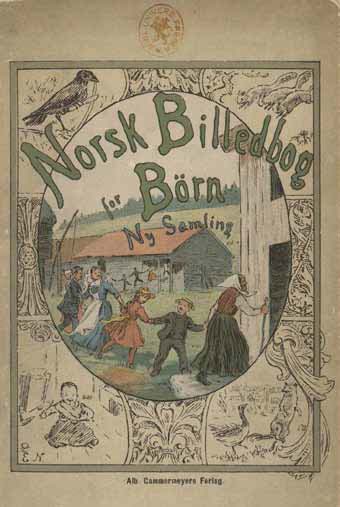 Norsk Billedbog
for
Börn
Ny Samling
E N
Alb. Cammermeyers Forlag.